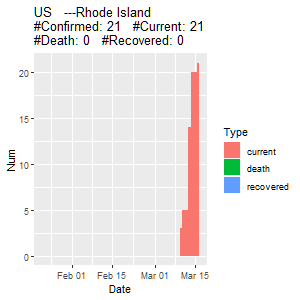 US   ---Rhode Island
#Confirmed: 21   #Current: 21
#Death: 0   #Recovered: 0
20
15
10
5
0
Num
Feb 01
Feb 15
Mar 01
Mar 15
Date
Type
current
death
recovered